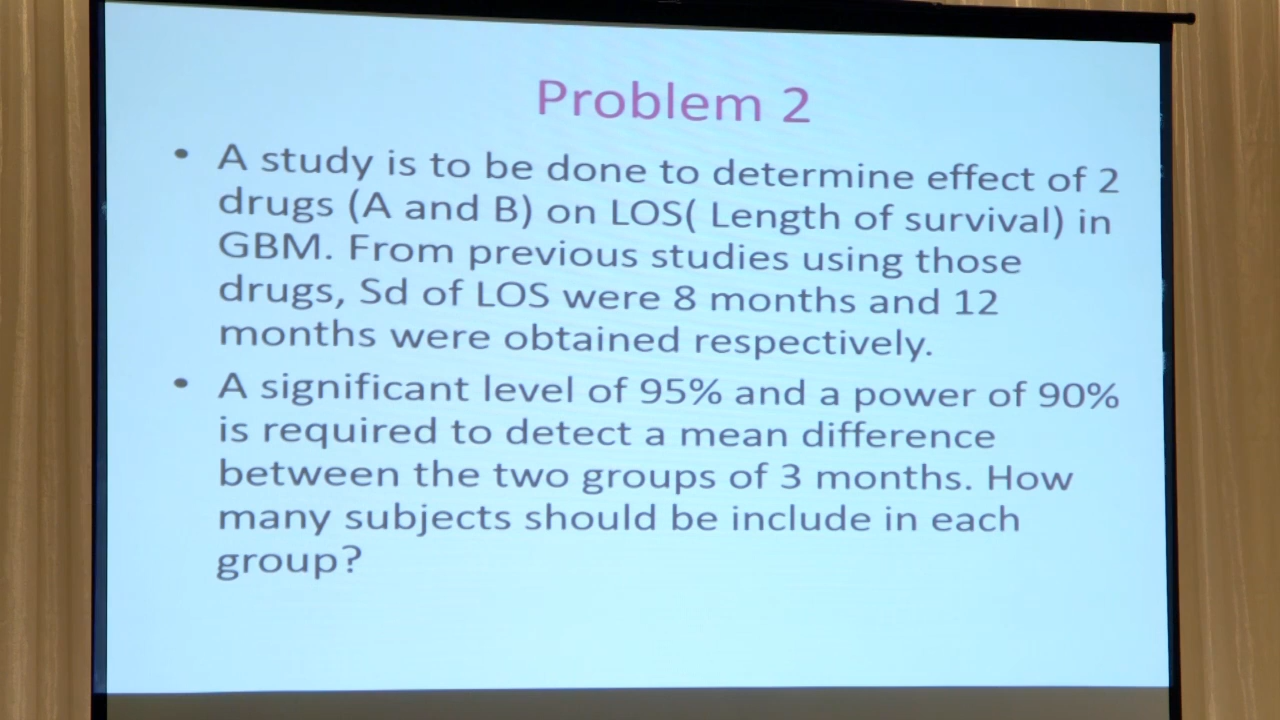 Problem 2
• A study is to be done to determine effect of 2
drugs (A and B) on LOS( Length of survival) in
GBM. From previous studies using those
drugs, Sd of LOS were 8 months and 12
months were obtained respectively.
• A significant level of 95% and a power of 90%
is required to detect a mean difference
between the two groups of 3 months. How
many subjects should be include in each
group?